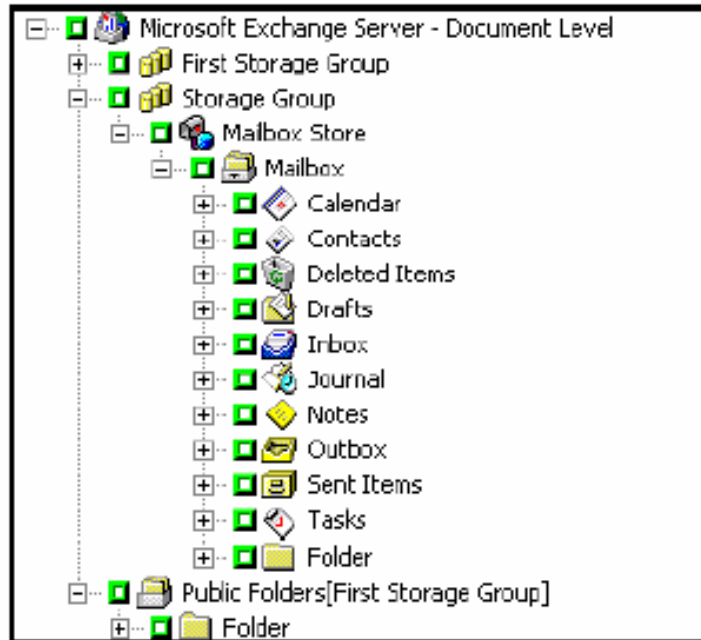 Microsoft Exchange Server - Document Level
First Storage Group
Storage Group
Mailbox Store
Mailbox
Calendar
Contacts
Deleted Items
Drafts
Inbox
Journal
Notes
Outbox
Sent Items
Tasks
Folder
Public Folders[First Storage Group]
Folder